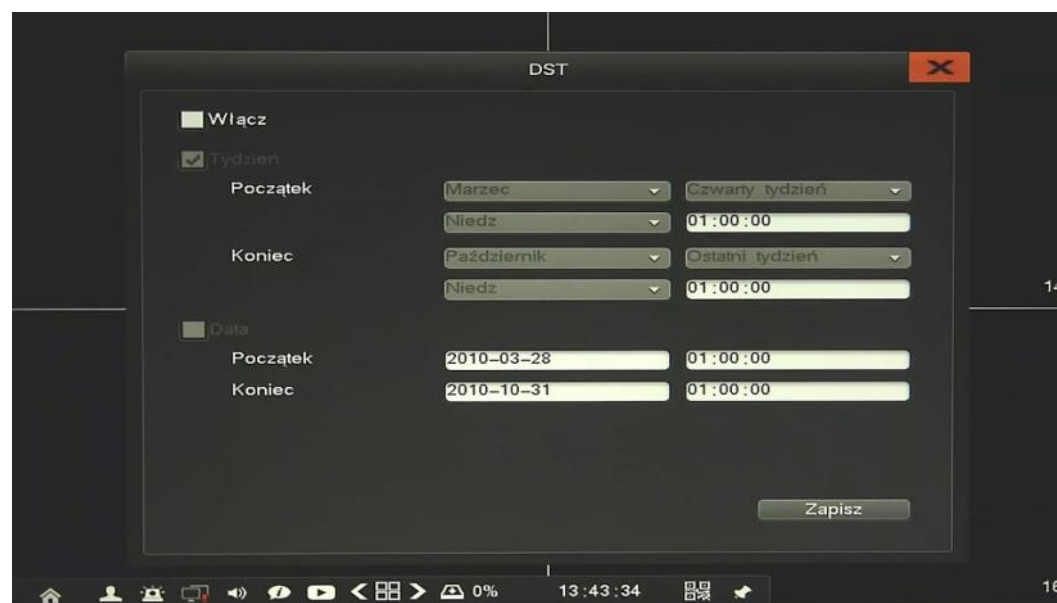 DST
Włącz
Tydzień
Początek Marzec Czwarty tydzień
Niedz 01:00:00
Koniec Październik Ostatni tydzień
Niedz 01:00:00
14
Data
Początek 2010-03-28 01:00:00
Koniec 2010-10-31 01:00:00
Zapisz
0% 13:43:34
16